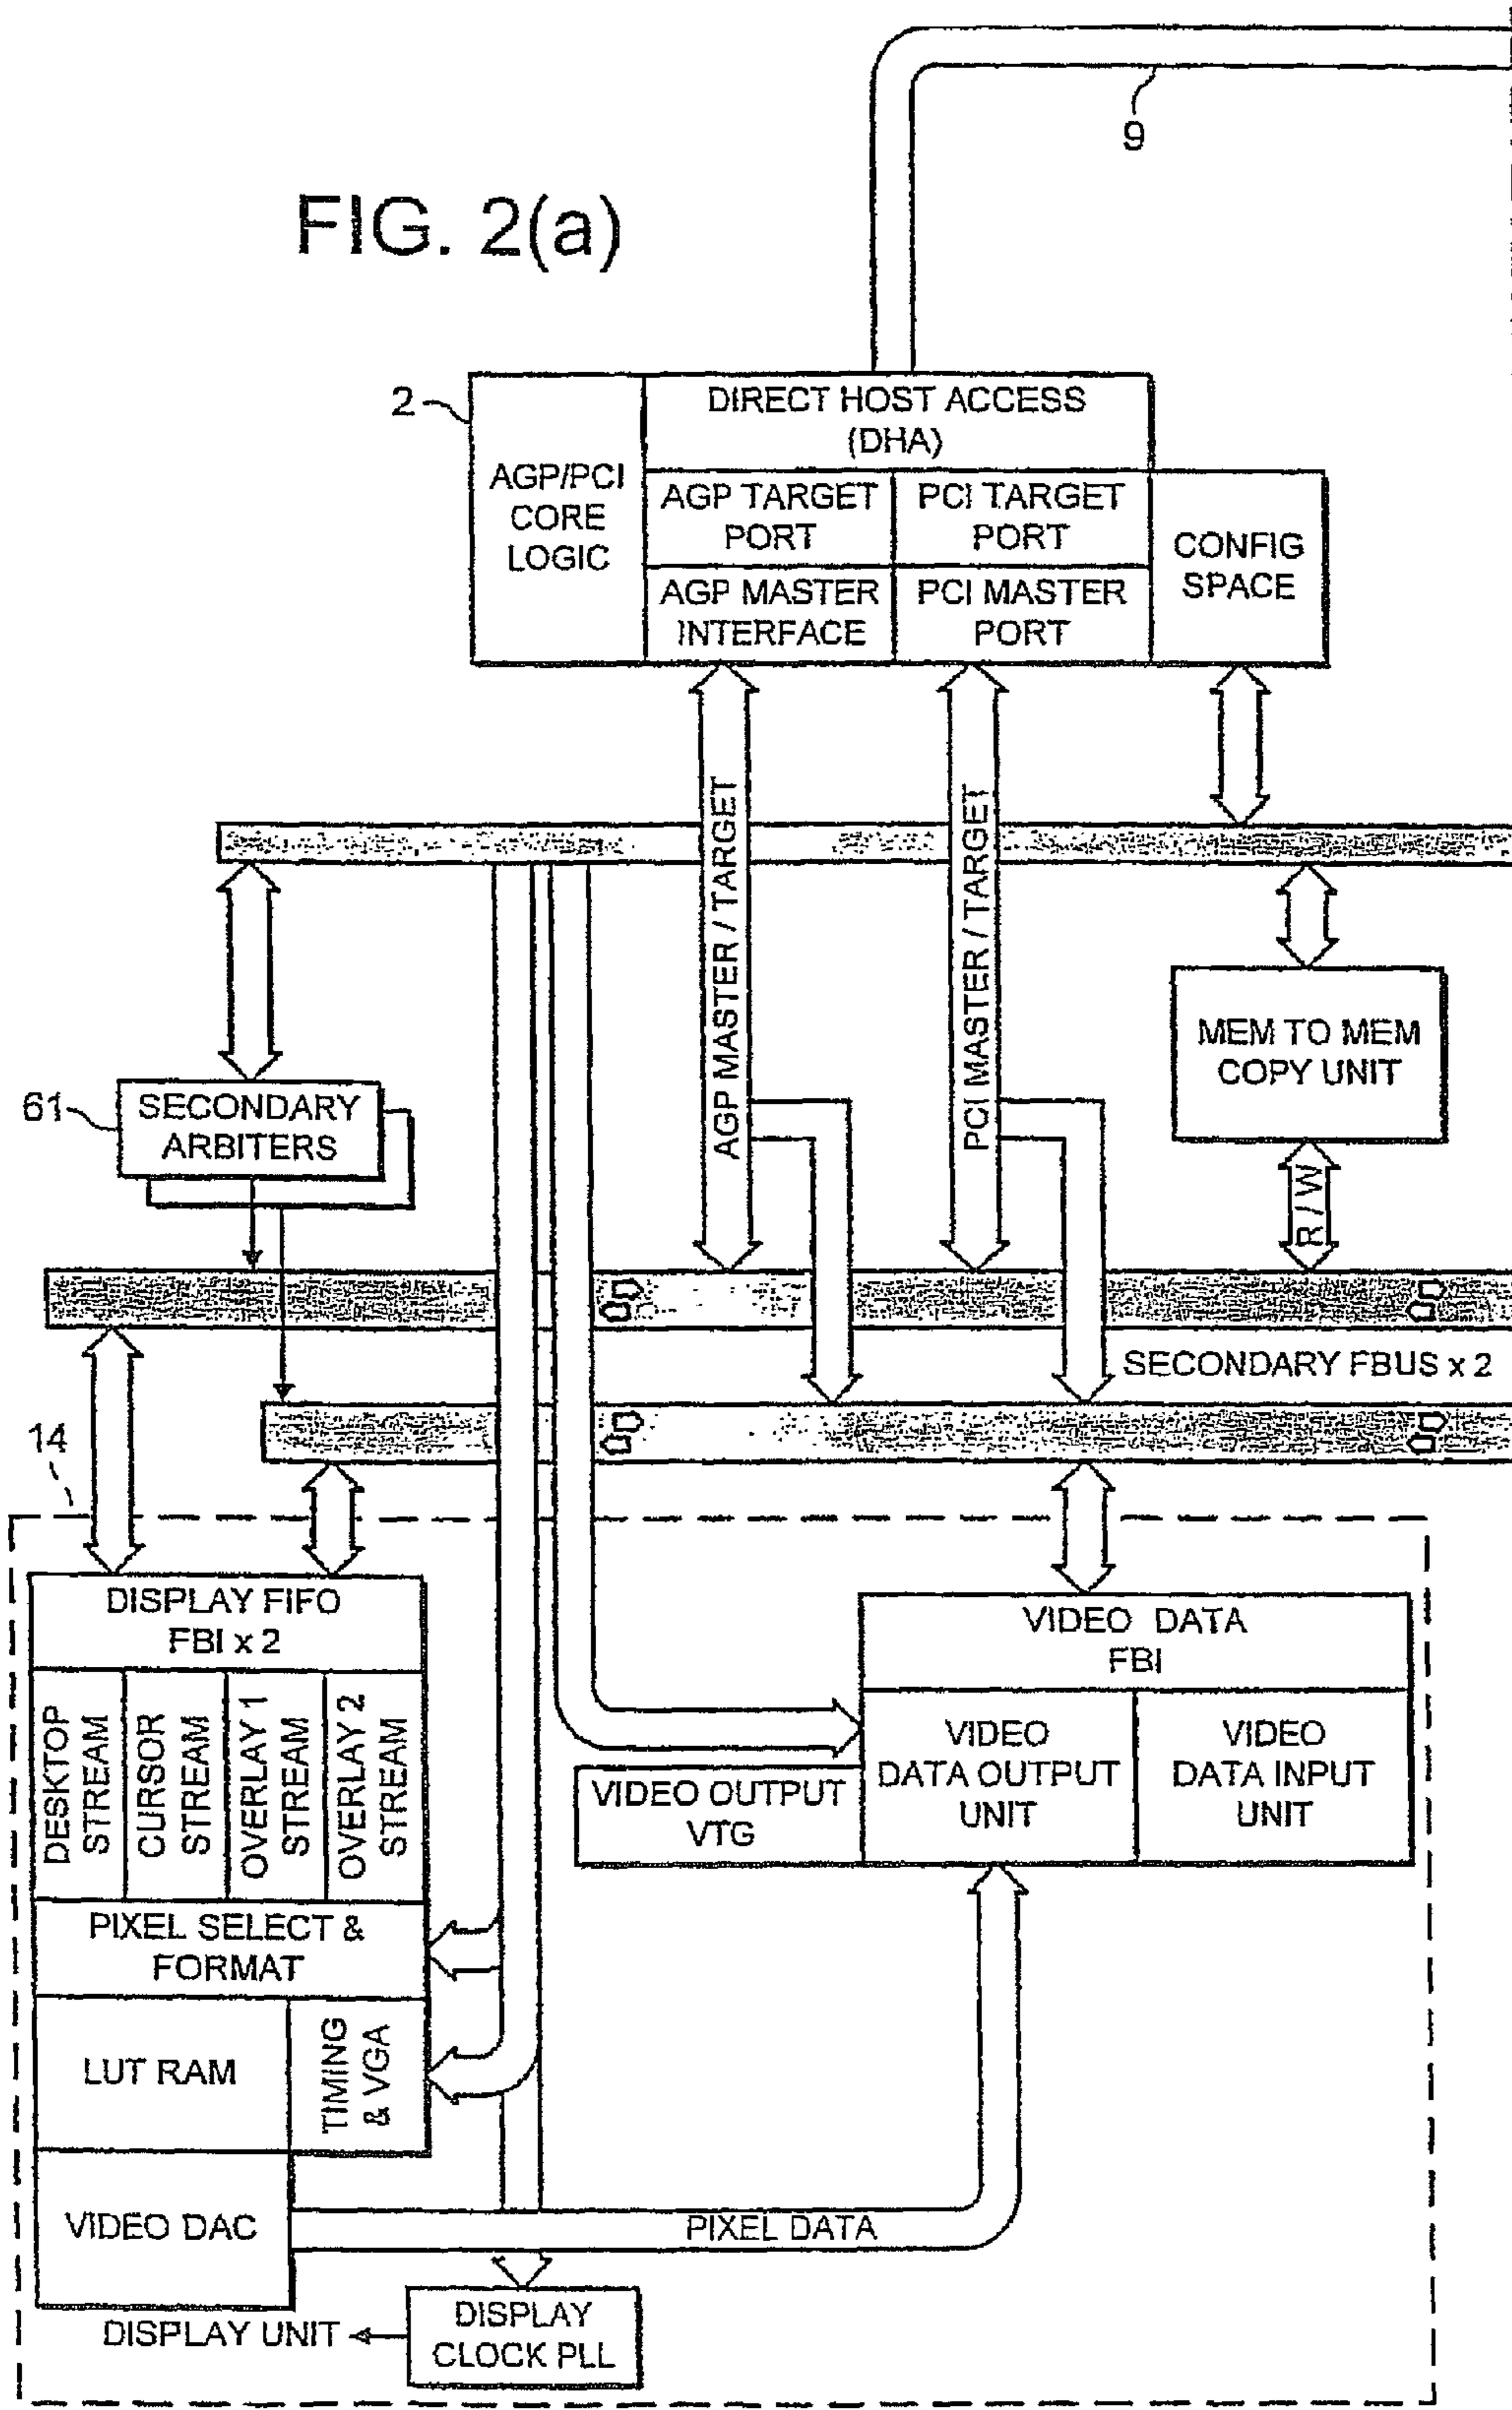 9
FIG. 2(a)
2
DIRECT HOST ACCESS
(DHA)
AGP/PCI
CORE
LOGIC
AGP TARGET
PORT
PCI TARGET
PORT
CONFIG
SPACE
AGP MASTER
INTERFACE
PCI MASTER
PORT
AGP MASTER / TARGET
PCI MASTER / TARGET
MEM TO MEM
COPY UNIT
61
SECONDARY
ARBITERS
R / W
SECONDARY FBUS x 2
14
DISPLAY FIFO
FBI x 2
VIDEO DATA
FBI
DESKTOP
STREAM
CURSOR
STREAM
OVERLAY 1
STREAM
OVERLAY 2
STREAM
VIDEO
DATA OUTPUT
UNIT
VIDEO
DATA INPUT
UNIT
VIDEO OUTPUT
VTG
PIXEL SELECT &
FORMAT
LUT RAM
TIMING
& VGA
VIDEO DAC
PIXEL DATA
DISPLAY UNIT
DISPLAY
CLOCK PLL